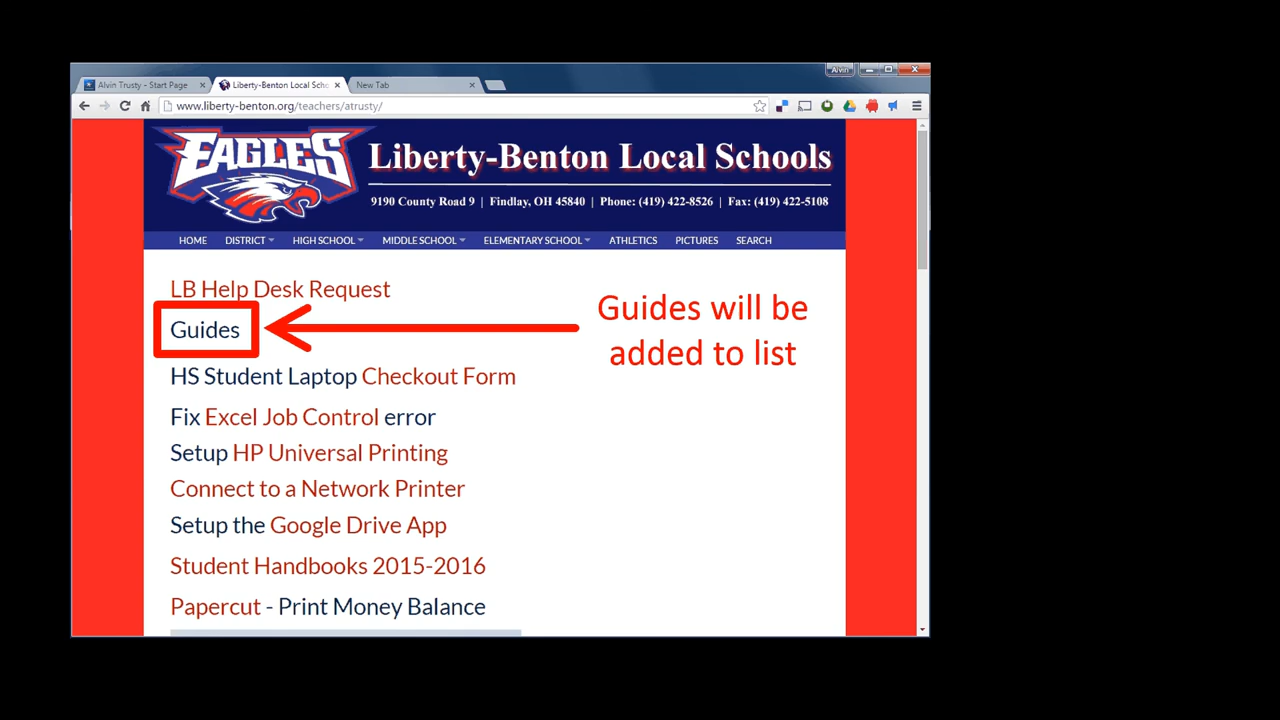 Alvin
Alvin Trusty - Start Page
Liberty-Benton Local Scho
New Tab
www.liberty-benton.org/teachers/atrusty/
EAGLES
Liberty-Benton Local Schools
9190 County Road 9 | Findlay, OH 45840 | Phone: (419) 422-8526 | Fax: (419) 422-5108
HOME DISTRICT HIGH SCHOOL MIDDLE SCHOOL ELEMENTARY SCHOOL ATHLETICS PICTURES SEARCH
LB Help Desk Request
Guides
Guides will be
added to list
HS Student Laptop Checkout Form
Fix Excel Job Control error
Setup HP Universal Printing
Connect to a Network Printer
Setup the Google Drive App
Student Handbooks 2015-2016
Papercut - Print Money Balance